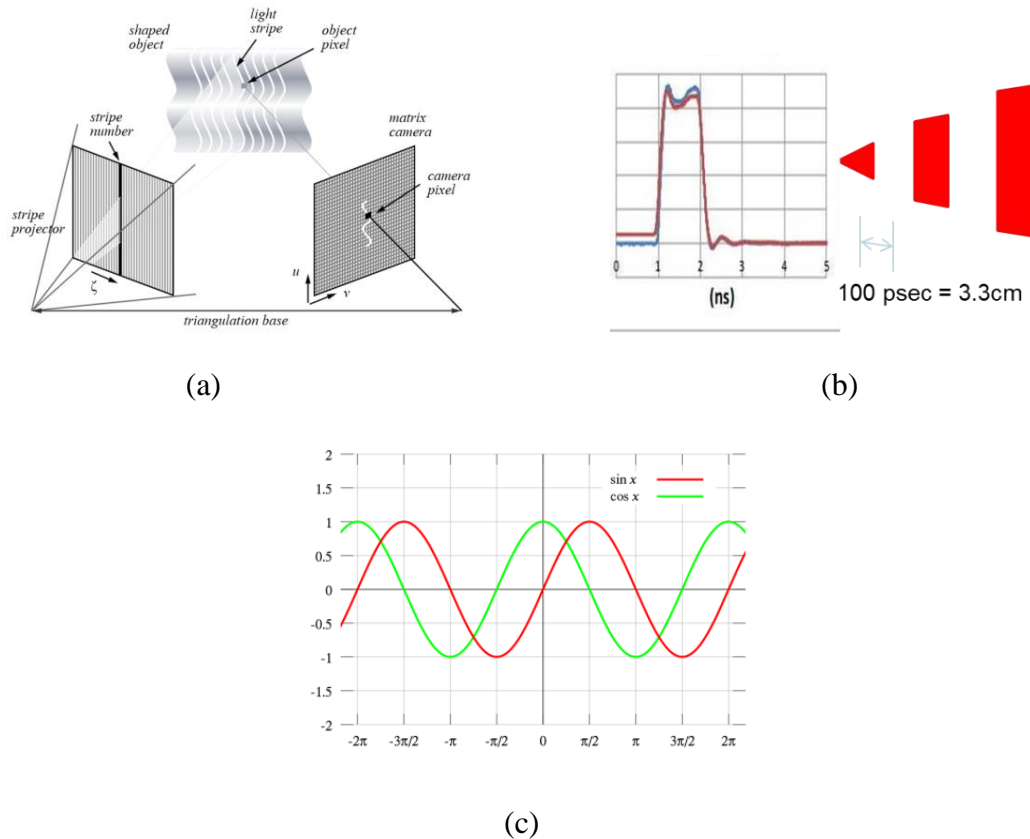 shaped object
light stripe
object pixel
stripe number
matrix camera
camera pixel
stripe projector
ζ
u
v
triangulation base
(a)
0 1 2 3 4 5
(ns)
100 psec = 3.3cm
(b)
2
1.5
1
0.5
0
-0.5
-1
-1.5
-2
sin x
cos x
-2π -3π/2 -π -π/2 0 π/2 π 3π/2 2π
(c)